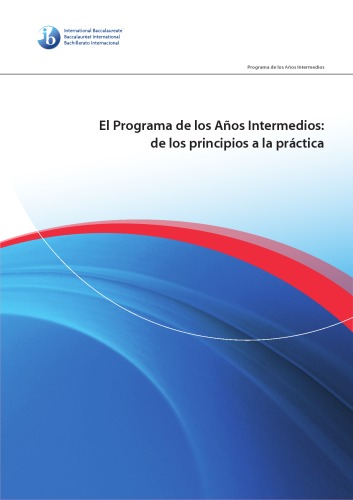 ib
International Baccalaureate
Baccalauréat International
Bachillerato Internacional
Programa de los Años Intermedios
El Programa de los Años Intermedios:
de los principios a la práctica